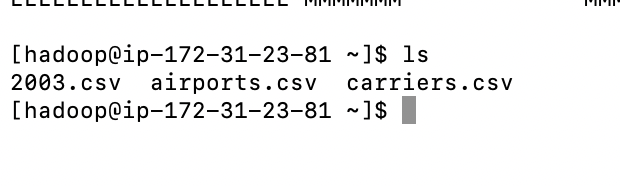 [hadoop@ip-172-31-23-81 ~]$ ls
2003.csv  airports.csv  carriers.csv
[hadoop@ip-172-31-23-81 ~]$